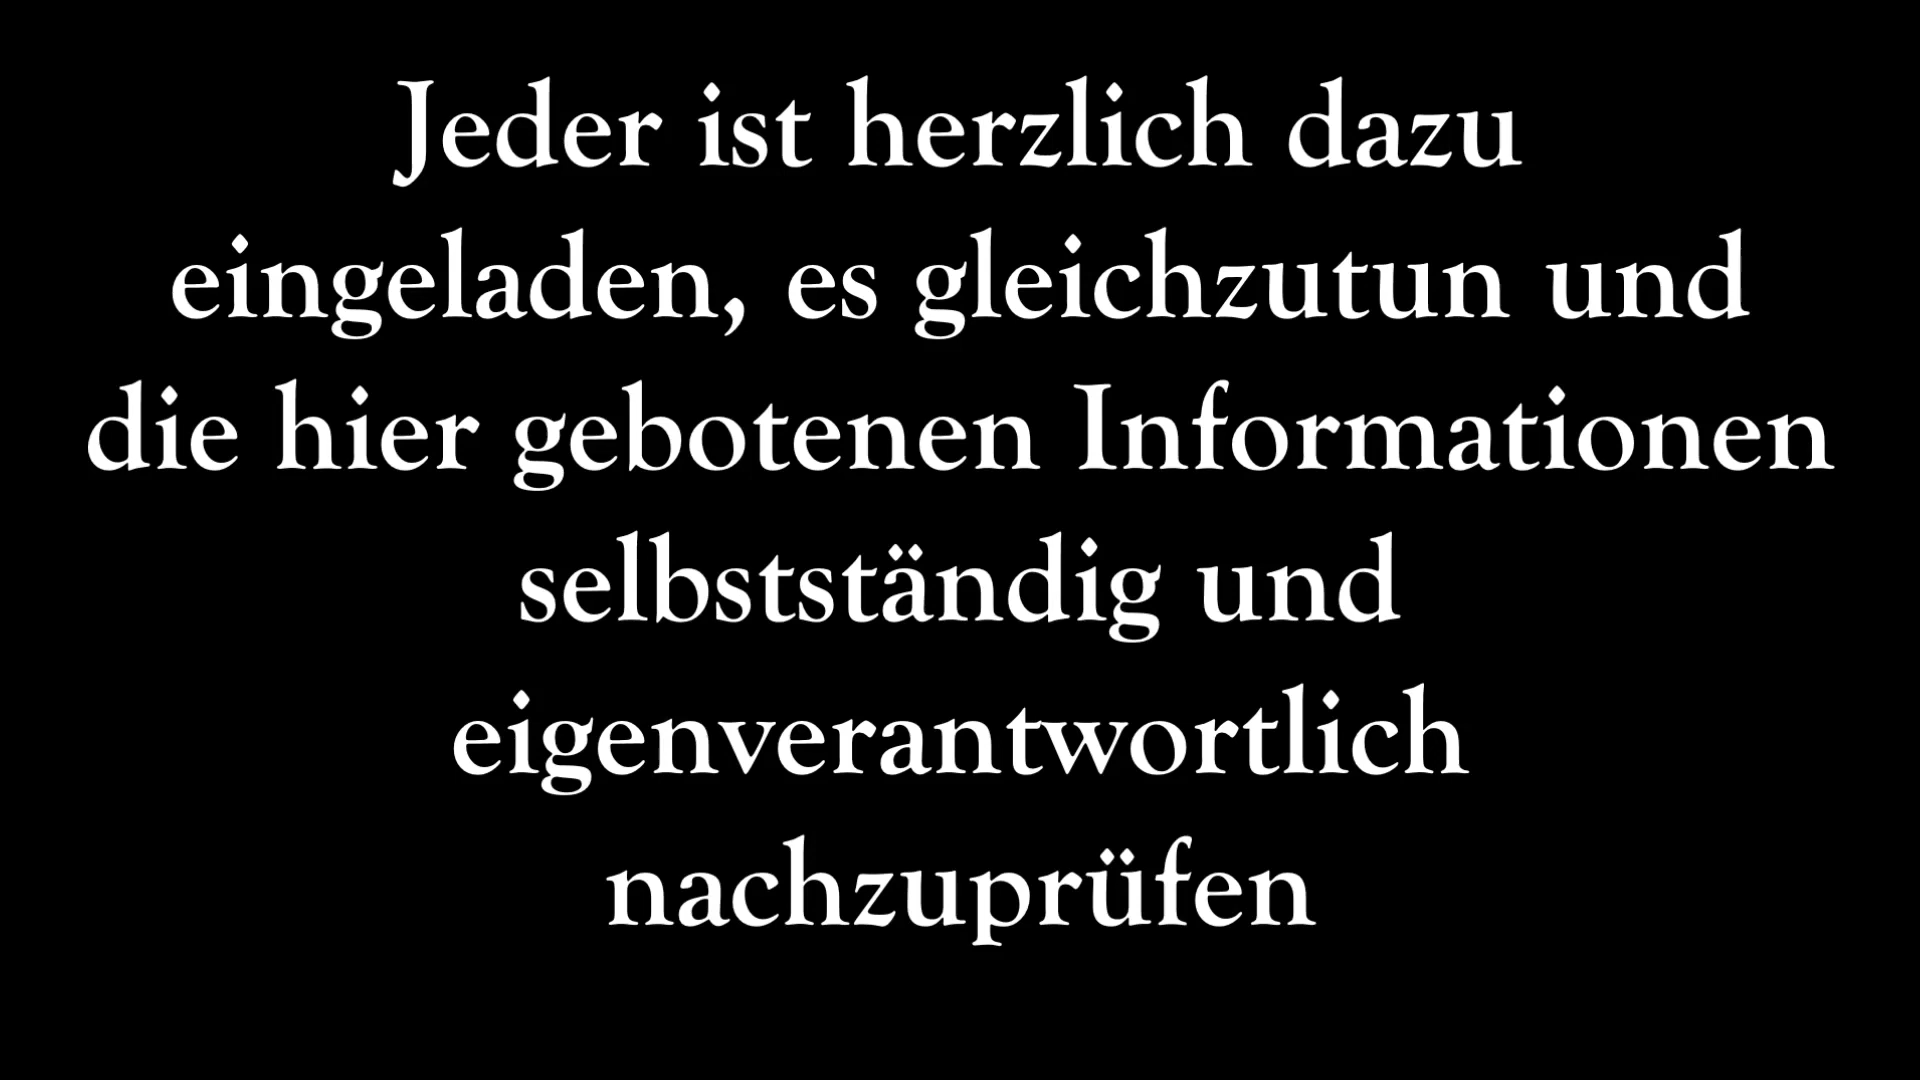 Jeder ist herzlich dazu
eingeladen, es gleichzutun und
die hier gebotenen Informationen
selbstständig und
eigenverantwortlich
nachzuprüfen